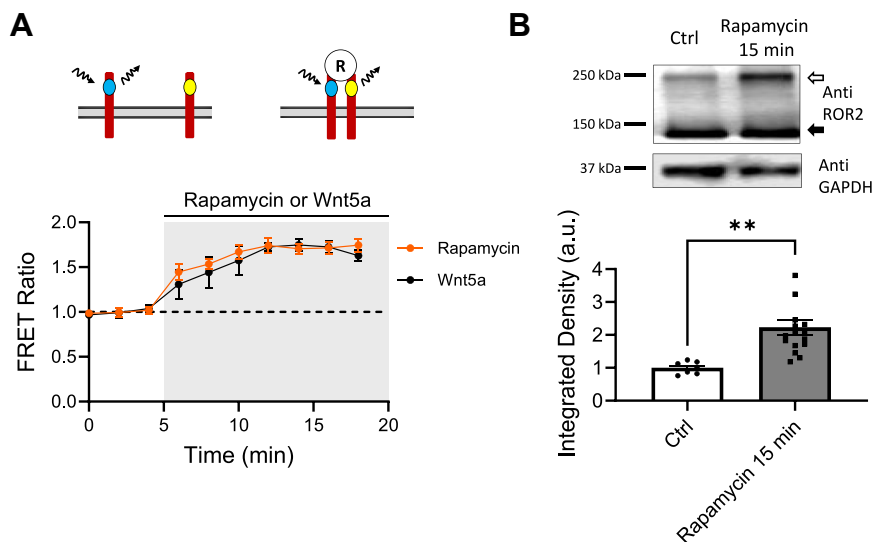 A
R
Rapamycin or Wnt5a
2.0
1.5
1.0
0.5
0.0
FRET Ratio
0
5
10
15
20
Time (min)
Rapamycin
Wnt5a
B
Ctrl
Rapamycin
15 min
250 kDa
150 kDa
Anti
ROR2
37 kDa
Anti
GAPDH
**
Integrated Density (a.u.)
4
3
2
1
0
Ctrl
Rapamycin 15 min